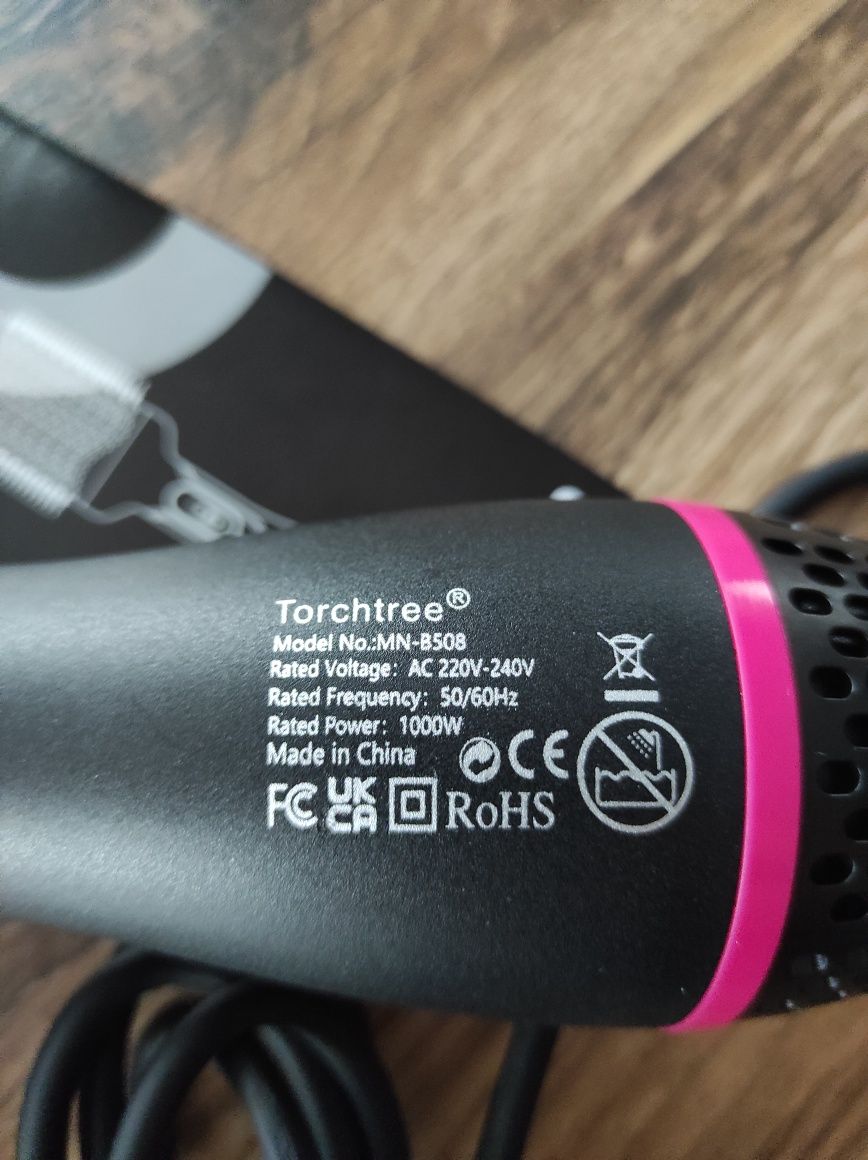 Torchtree®
Model No.:MN-B508
Rated Voltage: AC 220V-240V
Rated Frequency: 50/60Hz
Rated Power: 1000W
Made in China CE
FC UK CA RoHS